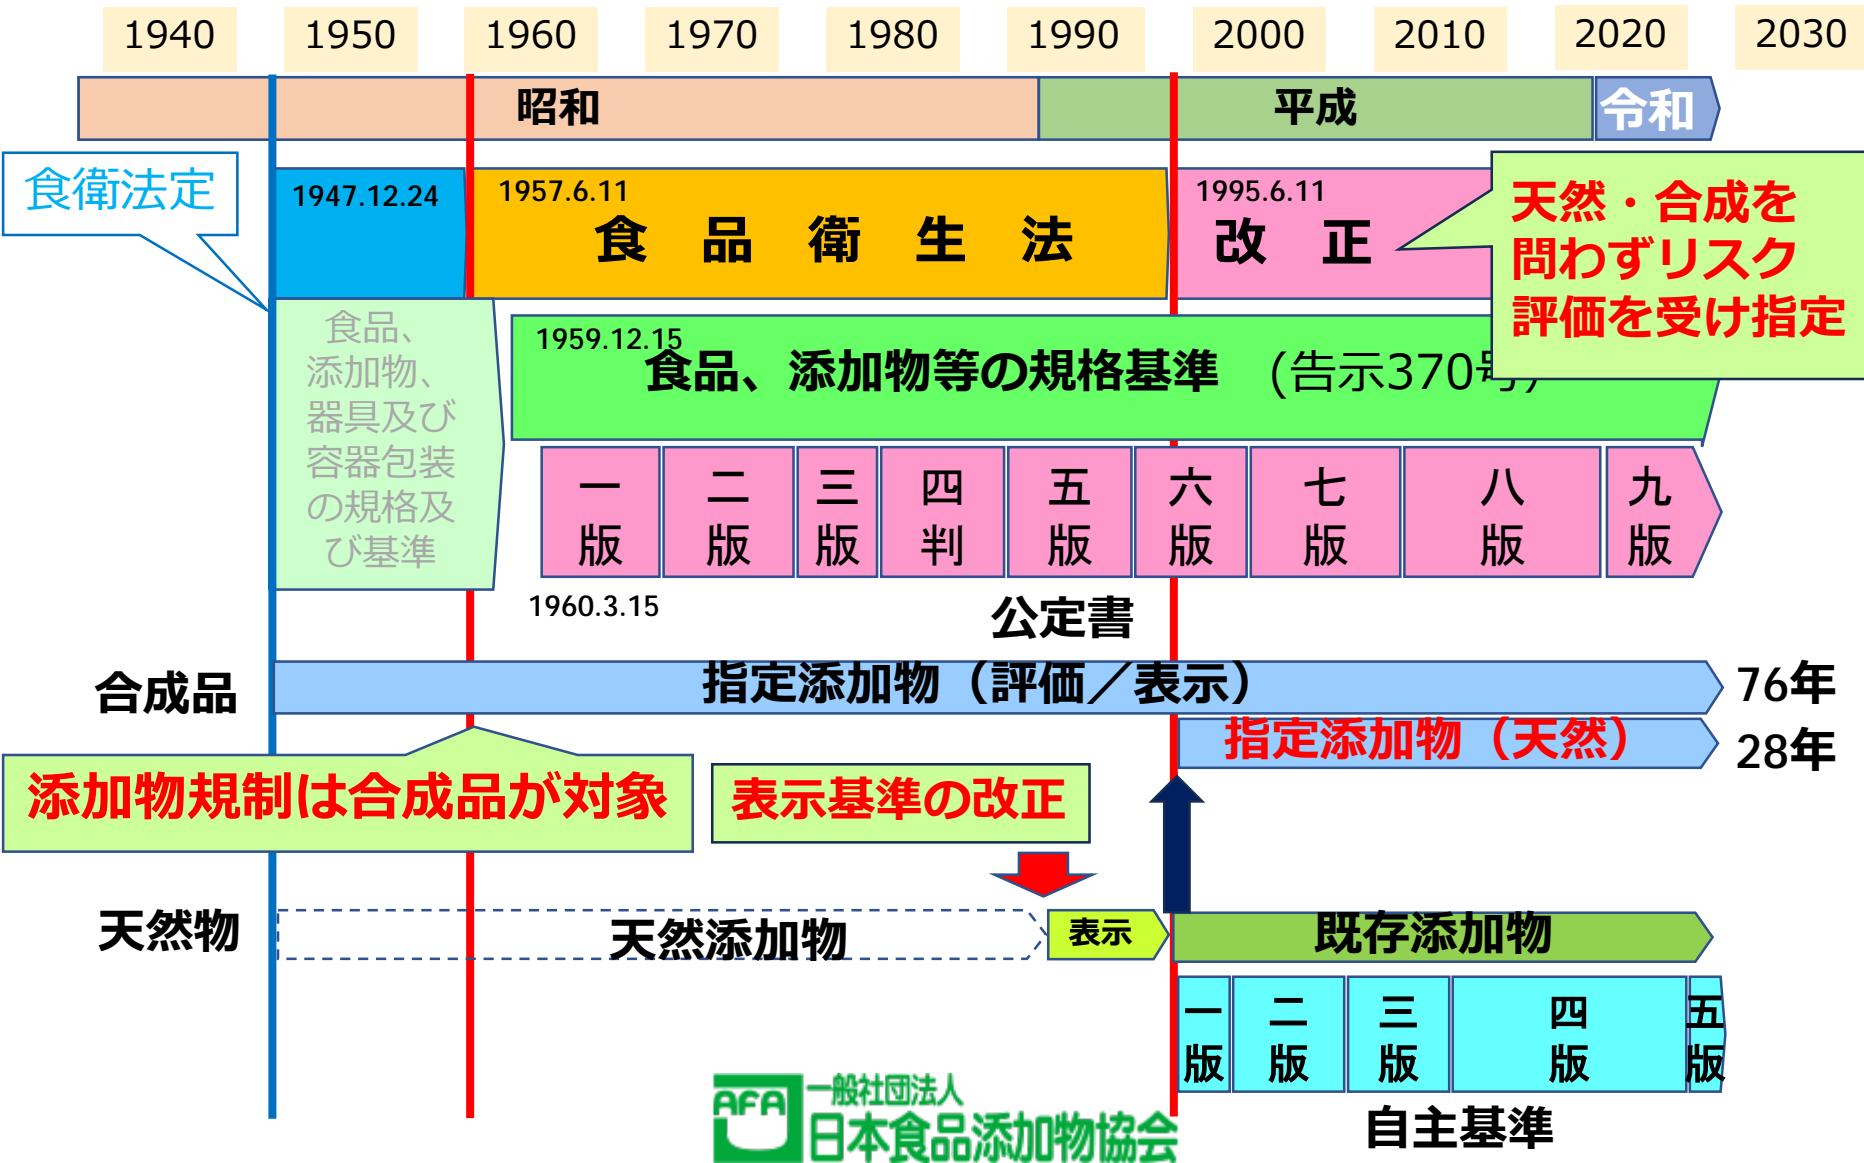 1940 1950 1960 1970 1980 1990 2000 2010 2020 2030
昭和 平成 令和
食衛法定
1947.12.24
1957.6.11
食品衛生法
1995.6.11
改正
天然・合成を
問わずリスク
評価を受け指定
食品、
添加物、
器具及び
容器包装
の規格及
び基準
1959.12.15
食品、添加物等の規格基準 (告示370号)
一版 二版 三版 四判 五版 六版 七版 八版 九版
1960.3.15
公定書
合成品
指定添加物（評価／表示）
76年
指定添加物（天然）
28年
添加物規制は合成品が対象
表示基準の改正
天然物
天然添加物
表示
既存添加物
一版 二版 三版 四版 五版
自主基準
AFA
一般社団法人
日本食品添加物協会